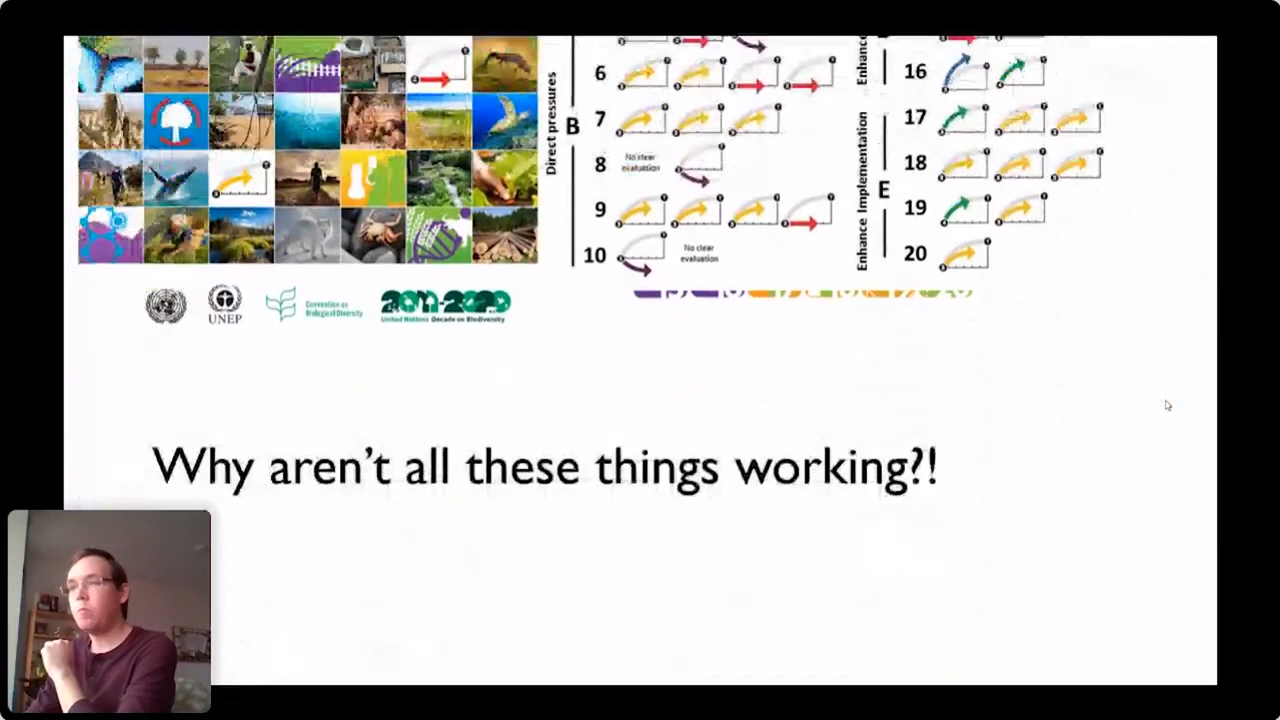 Direct pressures
B
6
7
8
No clear
evaluation
9
10
No clear
evaluation
Enhance
16
Enhance Implementation
E
17
18
19
20
UNEP
Convention on
Biological Diversity
2011-2020
United Nations Decade on Biodiversity
Why aren't all these things working?!